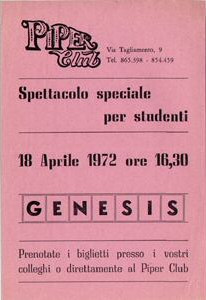 PIPER
Club
Via Tagliamento, 9
Tel. 865.398 - 854.459
Spettacolo speciale
per studenti
18 Aprile 1972 ore 16,30
GENESIS
Prenotate i biglietti presso i vostri
colleghi o direttamente al Piper Club